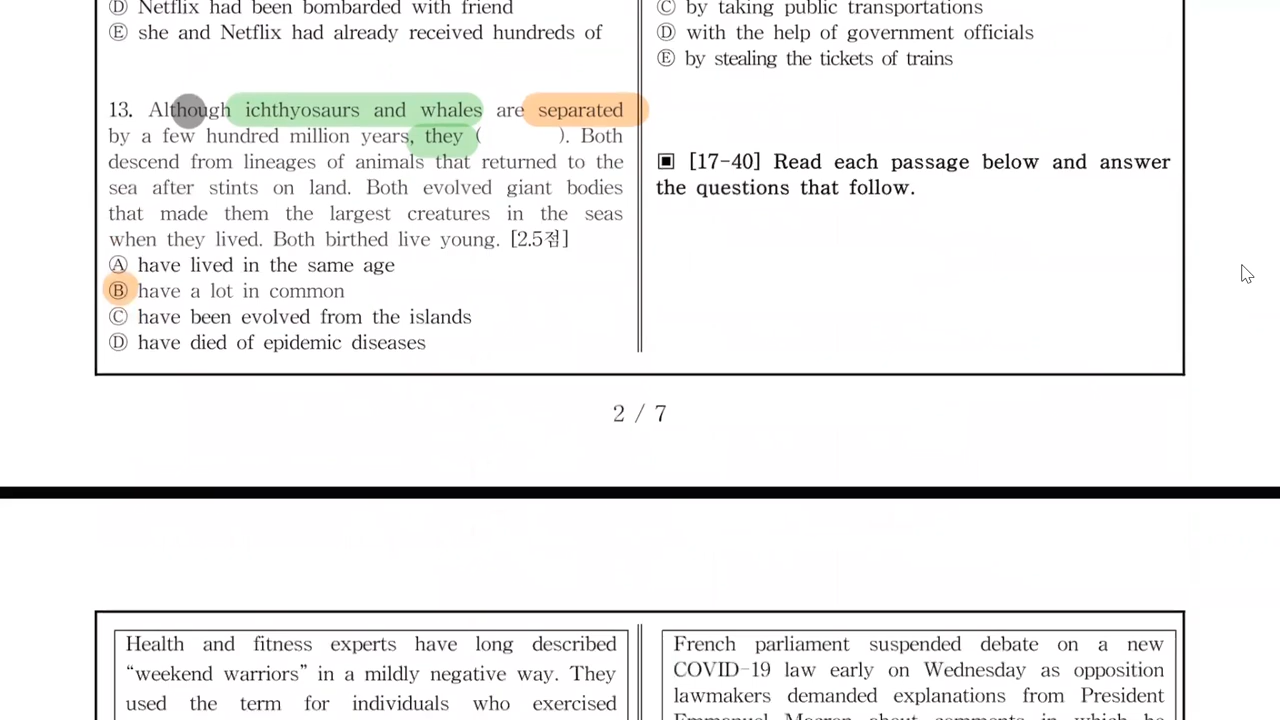 Ⓓ Netflix had been bombarded with friend
Ⓔ she and Netflix had already received hundreds of
13. Although ichthyosaurs and whales are separated
by a few hundred million years, they ( ). Both
descend from lineages of animals that returned to the
sea after stints on land. Both evolved giant bodies
that made them the largest creatures in the seas
when they lived. Both birthed live young. [2.5점]
Ⓐ have lived in the same age
Ⓑ have a lot in common
Ⓒ have been evolved from the islands
Ⓓ have died of epidemic diseases
Ⓒ by taking public transportations
Ⓓ with the help of government officials
Ⓔ by stealing the tickets of trains
▣ [17-40] Read each passage below and answer
the questions that follow.
2 / 7
Health and fitness experts have long described
“weekend warriors” in a mildly negative way. They
used the term for individuals who exercised
French parliament suspended debate on a new
COVID-19 law early on Wednesday as opposition
lawmakers demanded explanations from President
Emmanuel Macron about comments in which he